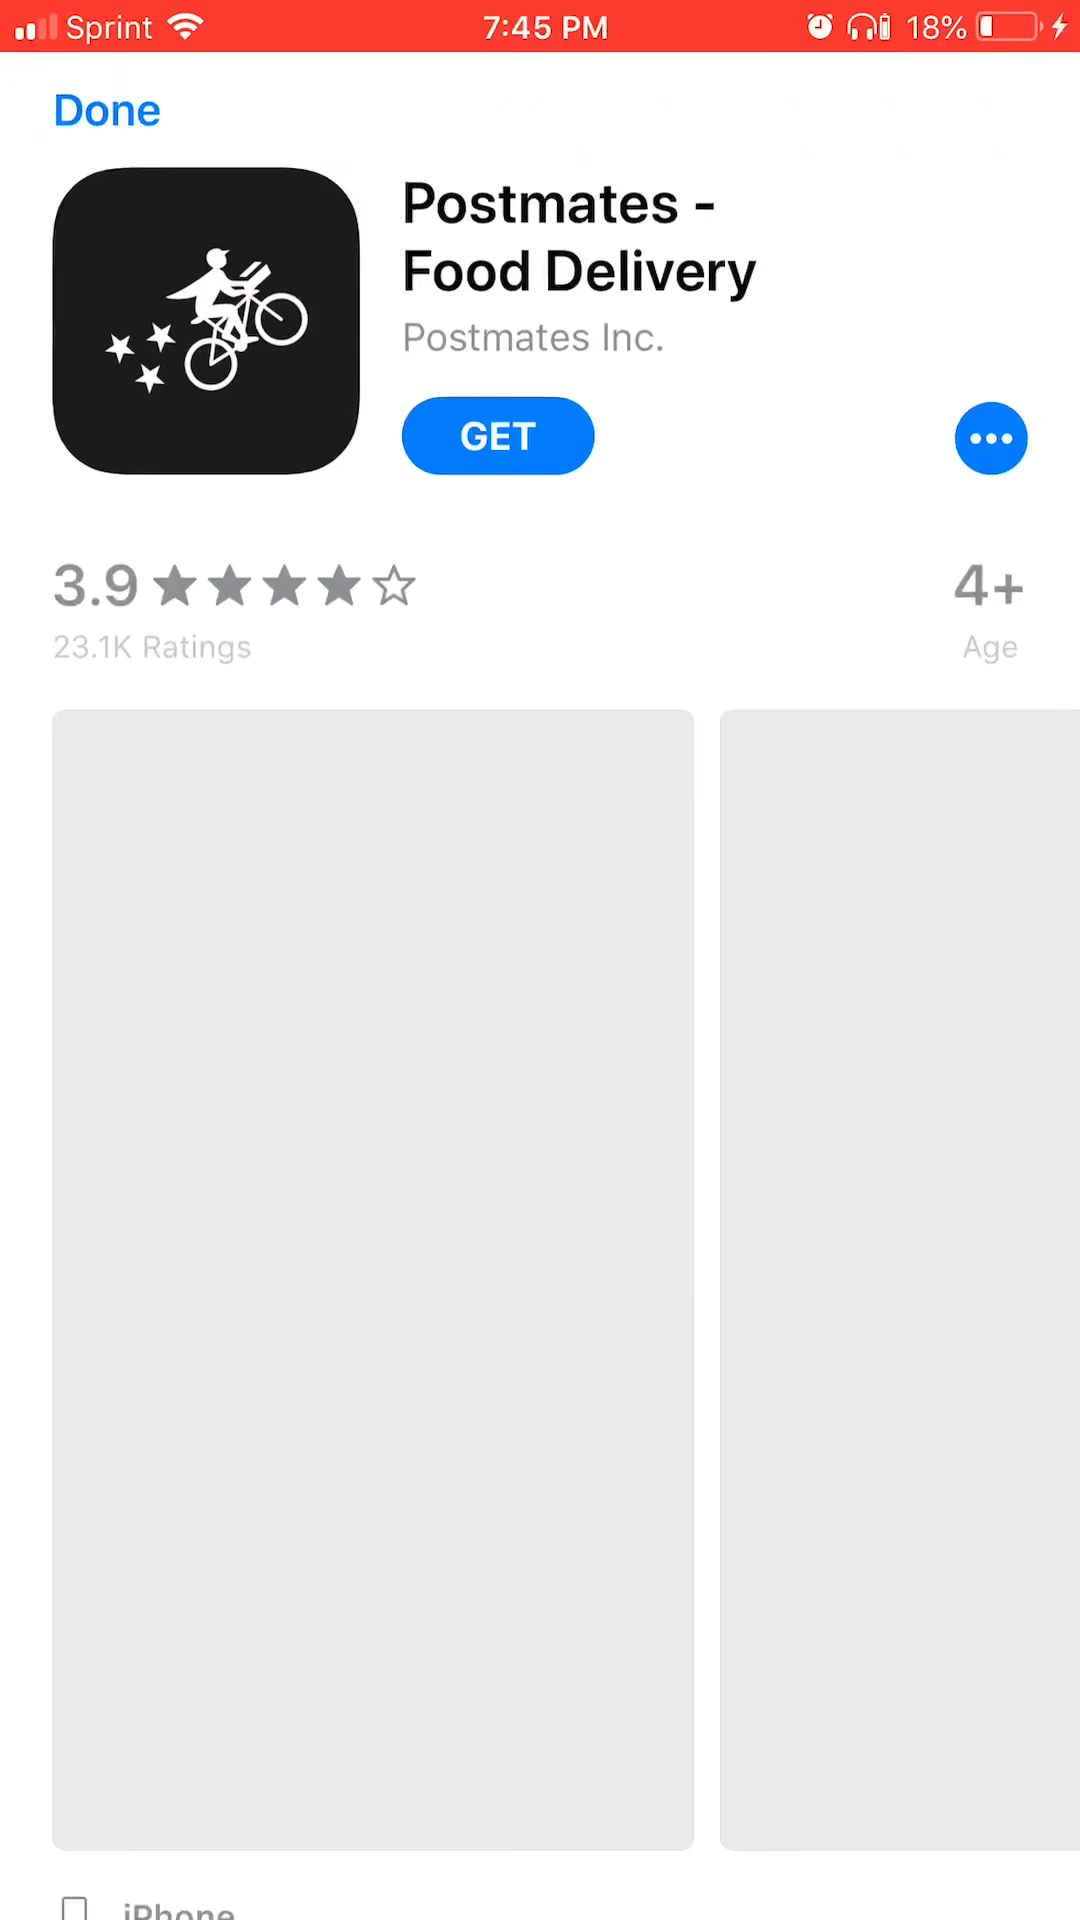 Sprint 7:45 PM 18%
Done
Postmates -
Food Delivery
Postmates Inc.
GET
3.9 4+
23.1K Ratings Age
iPhone